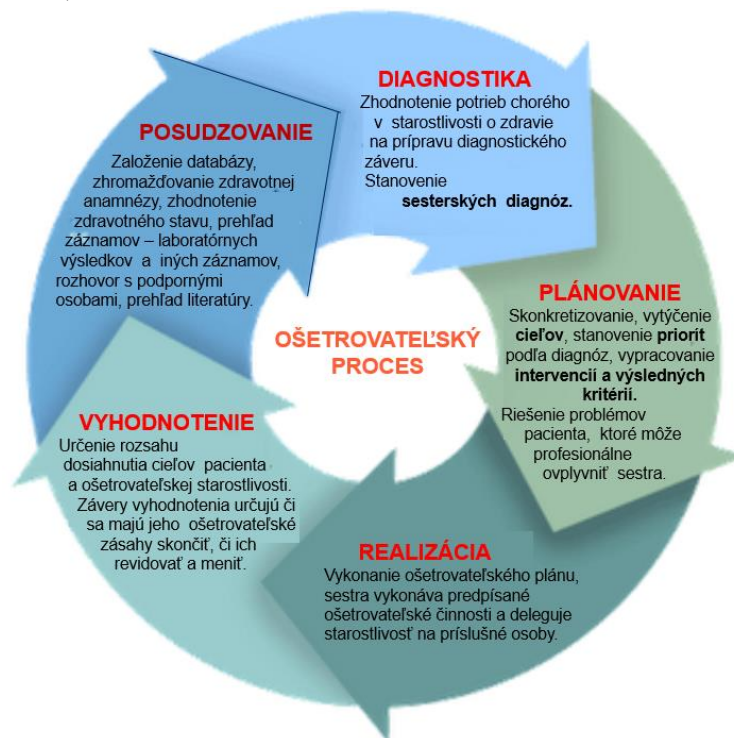 DIAGNOSTIKA
Zhodnotenie potrieb chorého
v starostlivosti o zdravie
na prípravu diagnostického
záveru.
Stanovenie
sesterských diagnóz.
POSUDZOVANIE
Založenie databázy,
zhromažďovanie zdravotnej
anamnézy, zhodnotenie
zdravotného stavu, prehľad
záznamov – laboratórnych
výsledkov a iných záznamov,
rozhovor s podpornými
osobami, prehľad literatúry.
OŠETROVATEĽSKÝ
PROCES
PLÁNOVANIE
Skonkretizovanie, vytýčenie
cieľov, stanovenie priorít
podľa diagnóz, vypracovanie
intervencií a výsledných
kritérií.
Riešenie problémov
pacienta, ktoré môže
profesionálne
ovplyvniť sestra.
VYHODNOTENIE
Určenie rozsahu
dosiahnutia cieľov pacienta
a ošetrovateľskej starostlivosti.
Závery vyhodnotenia určujú či
sa majú jeho ošetrovateľské
zásahy skončiť, či ich
revidovať a meniť.
REALIZÁCIA
Vykonanie ošetrovateľského plánu,
sestra vykonáva predpísané
ošetrovateľské činnosti a deleguje
starostlivosť na príslušné osoby.